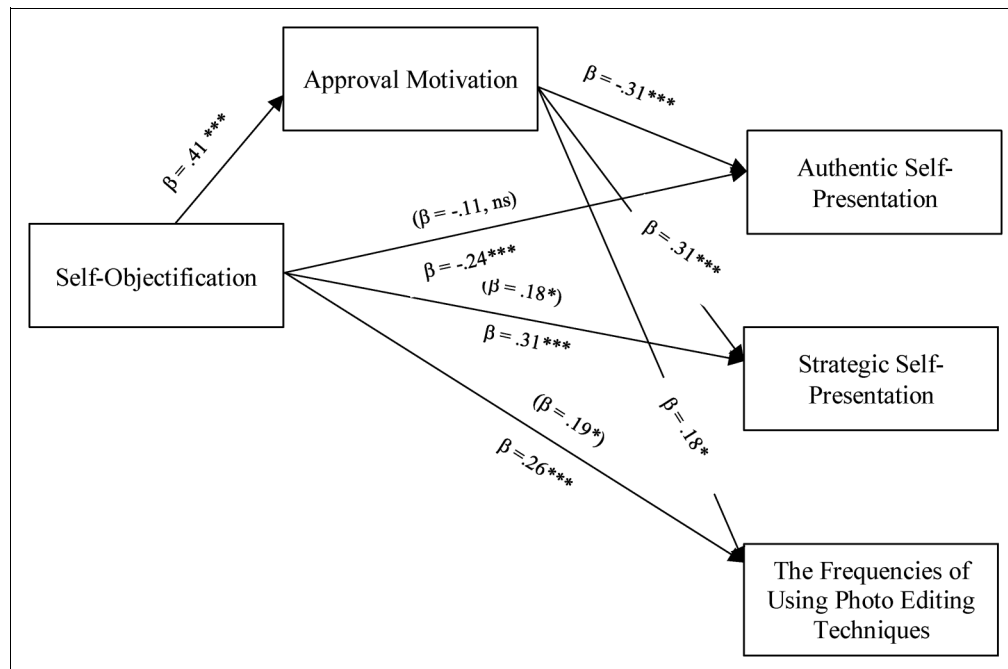 Approval Motivation
β = -.31***
β = .41 ***
Authentic Self-
Presentation
(β = -.11, ns)
β = .31***
Self-Objectification
β = -.24***
(β = .18*)
β = .31***
Strategic Self-
Presentation
(β = .19*)
β = .18*
β =.26***
The Frequencies of
Using Photo Editing
Techniques